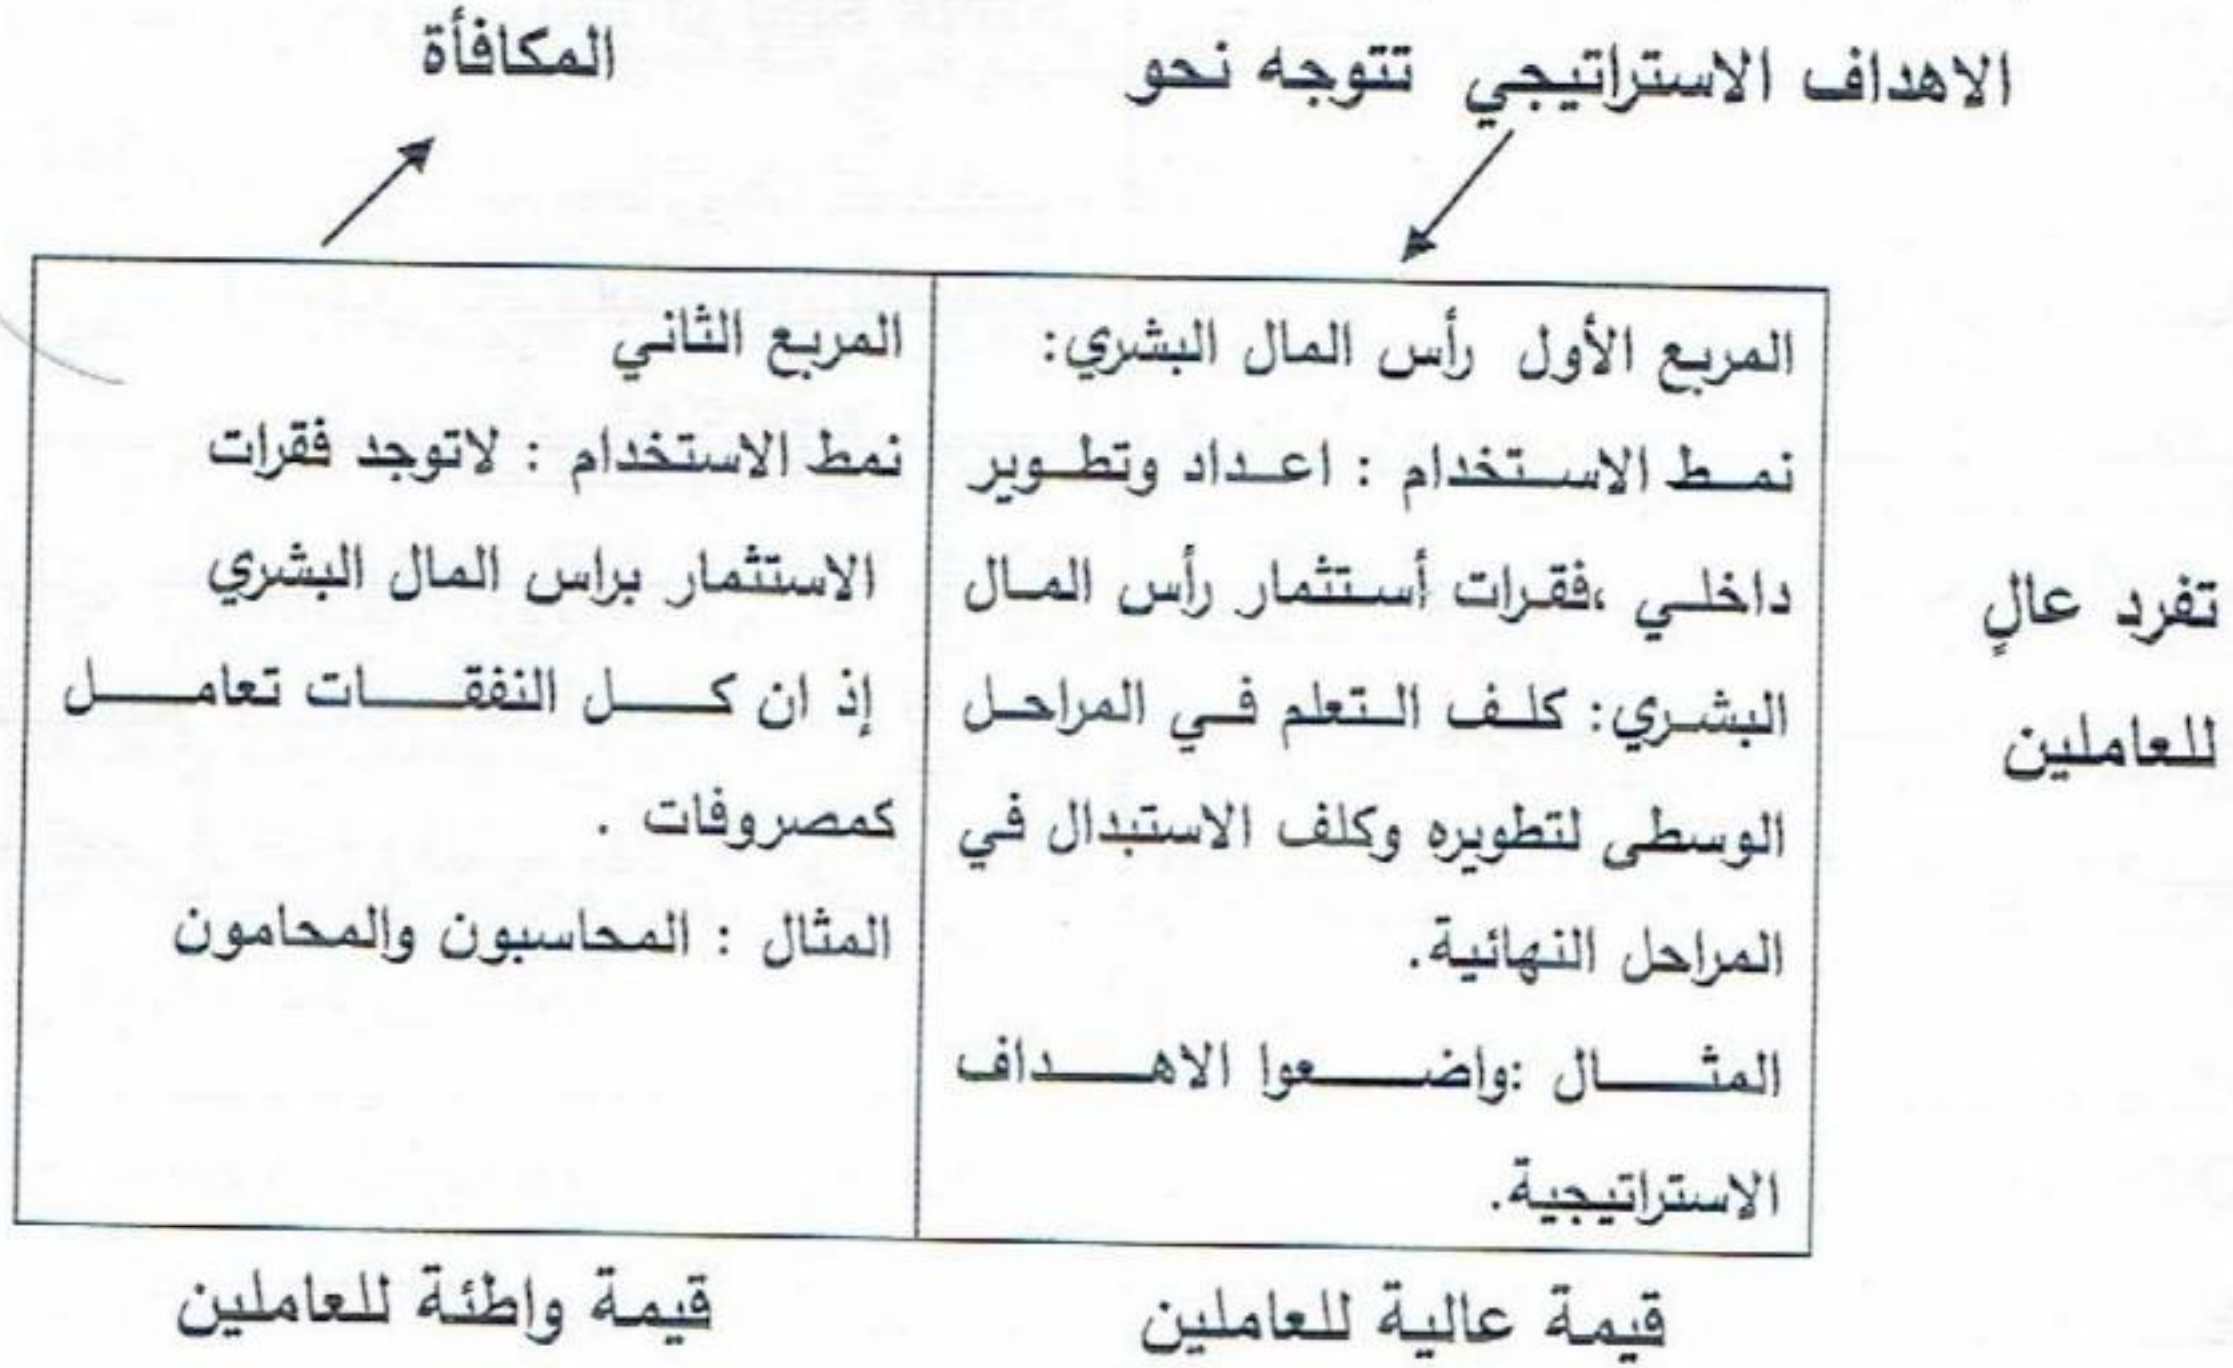 الاهداف الاستراتيجي تتوجه نحو
المكافأة
المربع الأول رأس المال البشري:
نمط الاستخدام : اعداد وتطوير
داخلي ،فقرات أستثمار رأس المال
البشري: كلف التعلم في المراحل
الوسطى لتطويره وكلف الاستبدال في
المراحل النهائية.
المثال :واضعوا الاهداف
الاستراتيجية.
المربع الثاني
نمط الاستخدام : لاتوجد فقرات
الاستثمار براس المال البشري
إذ ان كل النفقات تعامل
كمصروفات .
المثال : المحاسبون والمحامون
تفرد عالٍ
للعاملين
قيمة عالية للعاملين
قيمة واطئة للعاملين